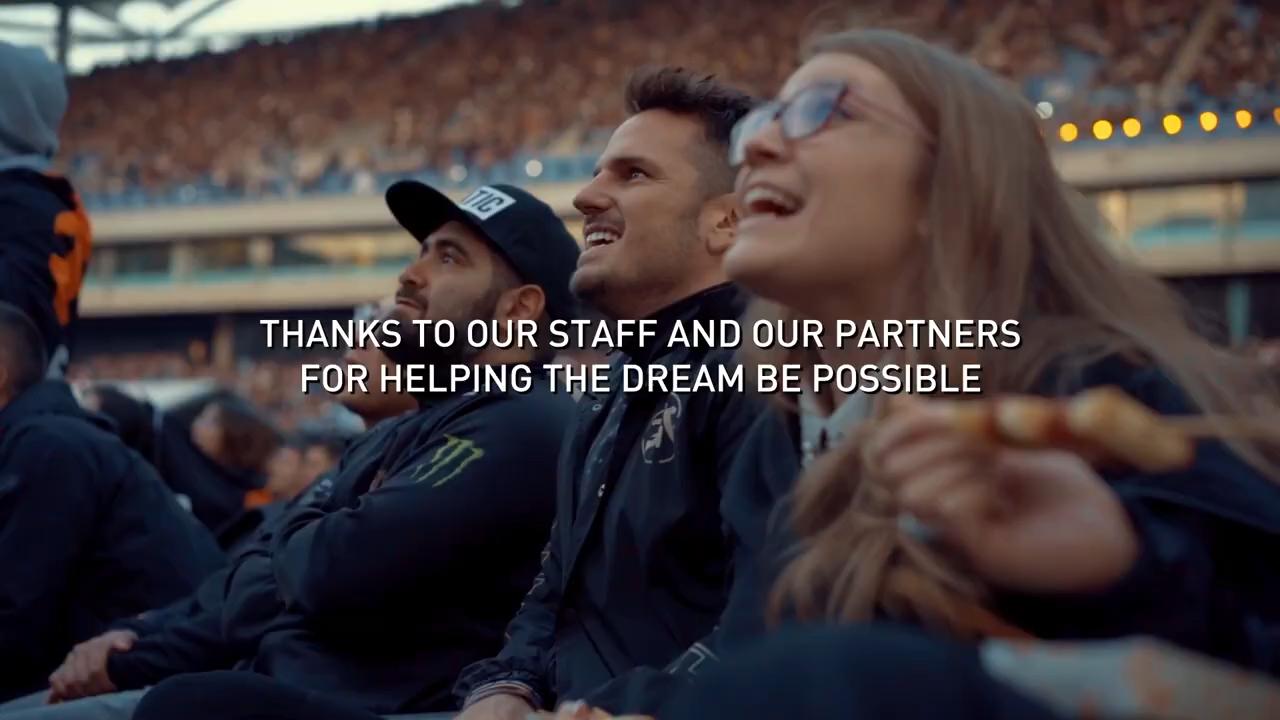 THANKS TO OUR STAFF AND OUR PARTNERS
FOR HELPING THE DREAM BE POSSIBLE